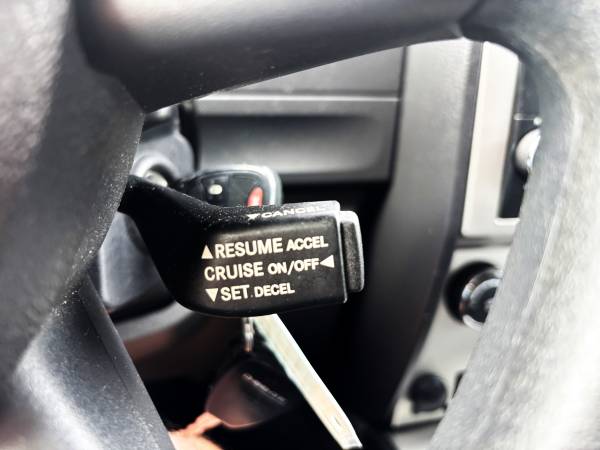 ▼CANCEL
▲RESUME ACCEL
CRUISE ON/OFF◄
▼SET DECEL